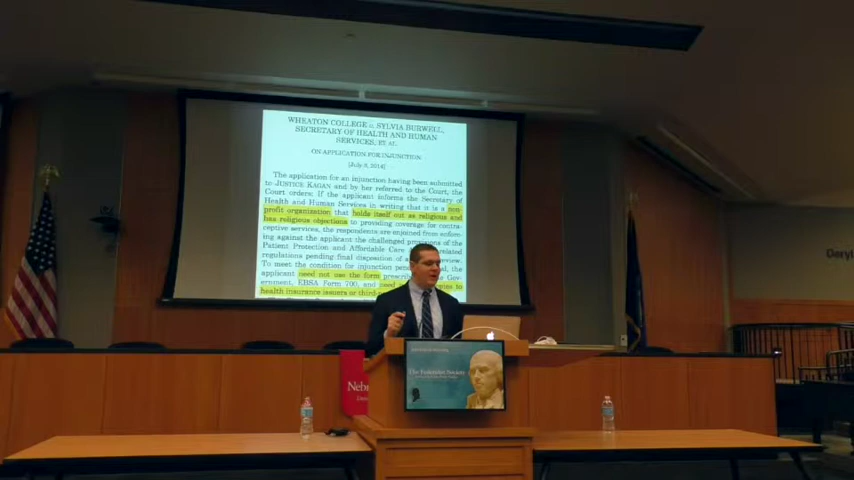 WHEATON COLLEGE v. SYLVIA BURWELL,
SECRETARY OF HEALTH AND HUMAN
SERVICES, ET AL.
ON APPLICATION FOR INJUNCTION
[July 3, 2014]
The application for an injunction having been submitted
to JUSTICE KAGAN and by her referred to the Court, the
Court orders: If the applicant informs the Secretary of
Health and Human Services in writing that it is a non-
profit organization that holds itself out as religious and
has religious objections to providing coverage for contra-
ceptive services, the respondents are enjoined from enforc-
ing against the applicant the challenged provisions of the
Patient Protection and Affordable Care
regulations pending final disposition of
To meet the condition for injunction pending
applicant need not use the form
ernment, EBSA Form 700, and
health insurance issuers or third-
The Federalist Society
Neb
Daryl